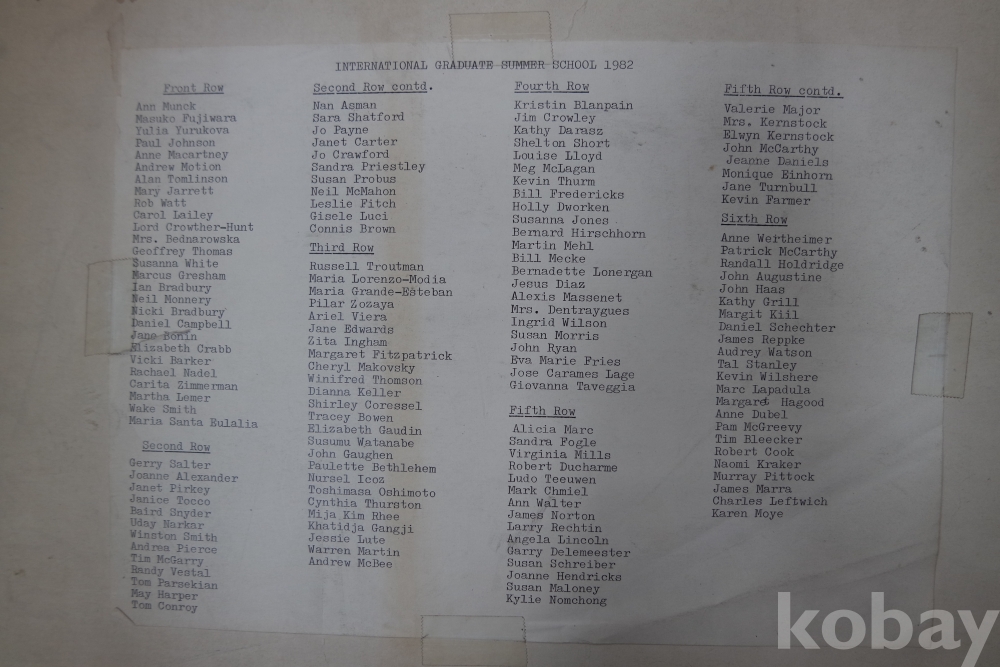 INTERNATIONAL GRADUATE SUMMER SCHOOL 1982
Front Row
Ann Munck
Masuko Fujiwara
Yulia Yurukova
Paul Johnson
Anne Macartney
Andrew Motion
Alan Tomlinson
Mary Jarrett
Rob Watt
Carol Lailey
Lord Crowther-Hunt
Mrs. Bednarowska
Geoffrey Thomas
Susanna White
Marcus Gresham
Ian Bradbury
Neil Monnery
Nicki Bradbury
Daniel Campbell
Jane Bonin
Elizabeth Crabb
Vicki Barker
Rachael Nadel
Carita Zimmerman
Martha Lemer
Wake Smith
Maria Santa Eulalia
Second Row
Gerry Salter
Joanne Alexander
Janet Pirkey
Janice Tocco
Baird Snyder
Uday Narkar
Winston Smith
Andrea Pierce
Tim McGarry
Randy Vestal
Tom Parsekian
May Harper
Tom Conroy
Second Row contd.
Nan Asman
Sara Shatford
Jo Payne
Janet Carter
Jo Crawford
Sandra Priestley
Susan Probus
Neil McMahon
Leslie Fitch
Gisele Luci
Connis Brown
Third Row
Russell Troutman
Maria Lorenzo-Modia
Maria Grande-Esteban
Pilar Zozaya
Ariel Viera
Jane Edwards
Zita Ingham
Margaret Fitzpatrick
Cheryl Makovsky
Winifred Thomson
Dianna Keller
Shirley Coressel
Tracey Bowen
Elizabeth Gaudin
Susumu Watanabe
John Gaughen
Paulette Bethlehem
Nursel Icoz
Toshimasa Oshimoto
Cynthia Thurston
Mija Kim Rhee
Khatidja Gangji
Jessie Lute
Warren Martin
Andrew McBee
Fourth Row
Kristin Blanpain
Jim Crowley
Kathy Darasz
Shelton Short
Louise Lloyd
Meg McLagan
Kevin Thurm
Bill Fredericks
Holly Dworken
Susanna Jones
Bernard Hirschhorn
Martin Mehl
Bill Mecke
Bernadette Lonergan
Jesus Diaz
Alexis Massenet
Mrs. Dentraygues
Ingrid Wilson
Susan Morris
John Ryan
Eva Marie Fries
Jose Carames Lage
Giovanna Taveggia
Fifth Row
Alicia Marc
Sandra Fogle
Virginia Mills
Robert Ducharme
Ludo Teeuwen
Mark Chmiel
Ann Walter
James Norton
Larry Rechtin
Angela Lincoln
Garry Delemeester
Susan Schreiber
Joanne Hendricks
Susan Maloney
Kylie Nomchong
Fifth Row contd.
Valerie Major
Mrs. Kernstock
Elwyn Kernstock
John McCarthy
Jeanne Daniels
Monique Einhorn
Jane Turnbull
Kevin Farmer
Sixth Row
Anne Wertheimer
Patrick McCarthy
Randall Holdridge
John Augustine
John Haas
Kathy Grill
Margit Kiil
Daniel Schechter
James Reppke
Audrey Watson
Tal Stanley
Kevin Wilshere
Marc Lapadula
Margaret Hagood
Anne Dubel
Pam McGreevy
Tim Bleecker
Robert Cook
Naomi Kraker
Murray Pittock
James Marra
Charles Leftwich
Karen Moye
kobay